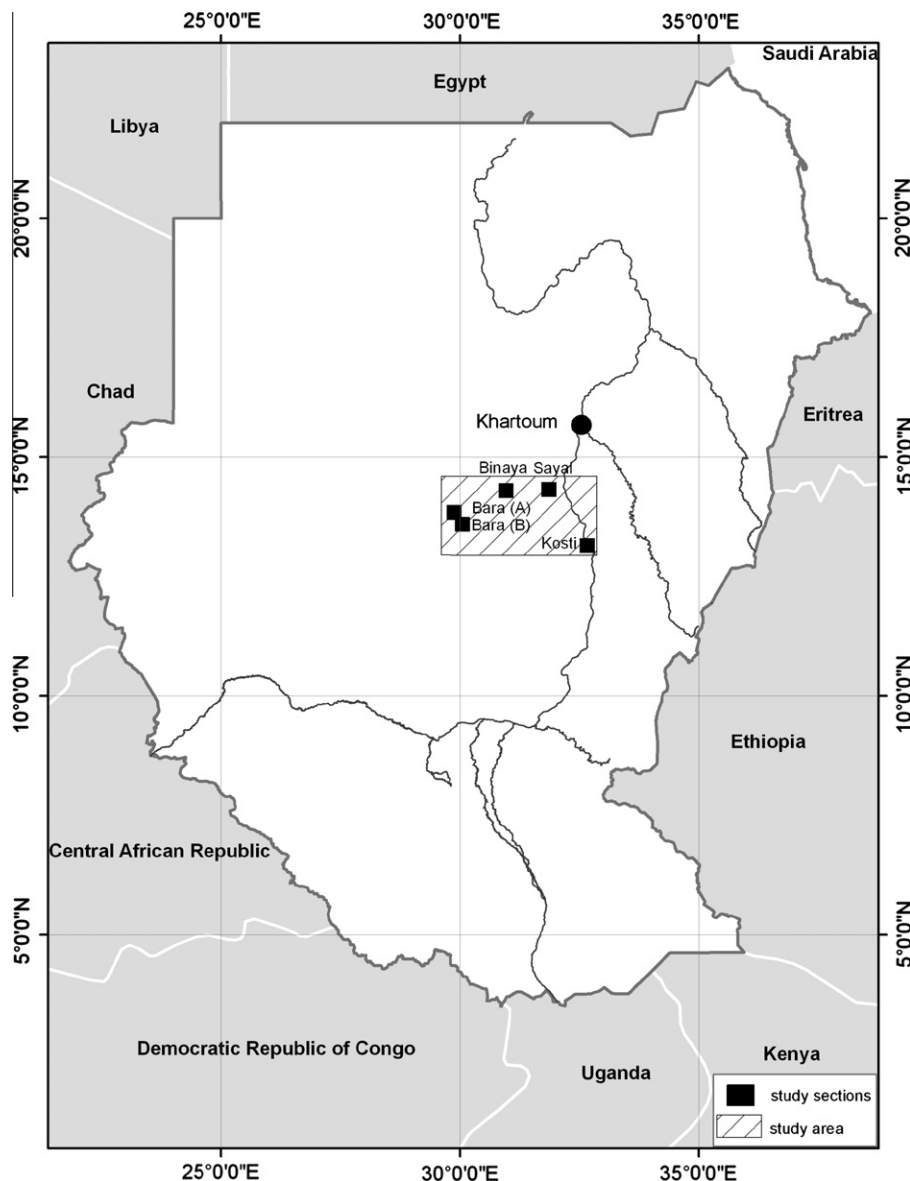 25°0'0"E 30°0'0"E 35°0'0"E
Saudi Arabia
Egypt
Libya
20°0'0"N 20°0'0"N
Chad
Eritrea
Khartoum
15°0'0"N 15°0'0"N
Binaya Sayal
Bara (A)
Bara (B)
Kosti
10°0'0"N 10°0'0"N
Ethiopia
Central African Republic
5°0'0"N 5°0'0"N
Democratic Republic of Congo
Kenya
Uganda
study sections
study area
25°0'0"E 30°0'0"E 35°0'0"E